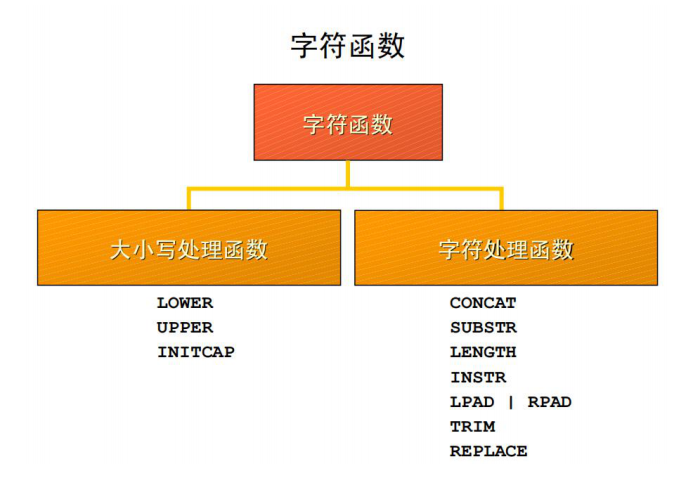 字符函数
字符函数
大小写处理函数
字符处理函数
LOWER
UPPER
INITCAP
CONCAT
SUBSTR
LENGTH
INSTR
LPAD | RPAD
TRIM
REPLACE